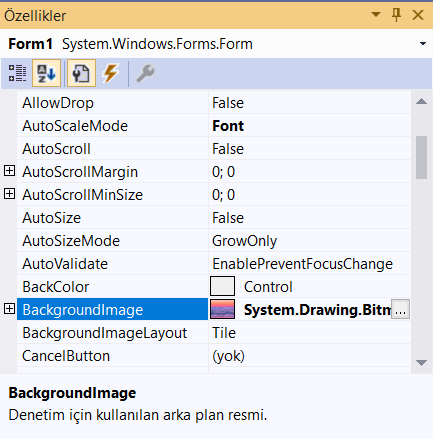 Özellikler
Form1 System.Windows.Forms.Form
AllowDrop False
AutoScaleMode Font
AutoScroll False
AutoScrollMargin 0; 0
AutoScrollMinSize 0; 0
AutoSize False
AutoSizeMode GrowOnly
AutoValidate EnablePreventFocusChange
BackColor Control
BackgroundImage System.Drawing.Bitm ...
BackgroundImageLayout Tile
CancelButton (yok)
BackgroundImage
Denetim için kullanılan arka plan resmi.